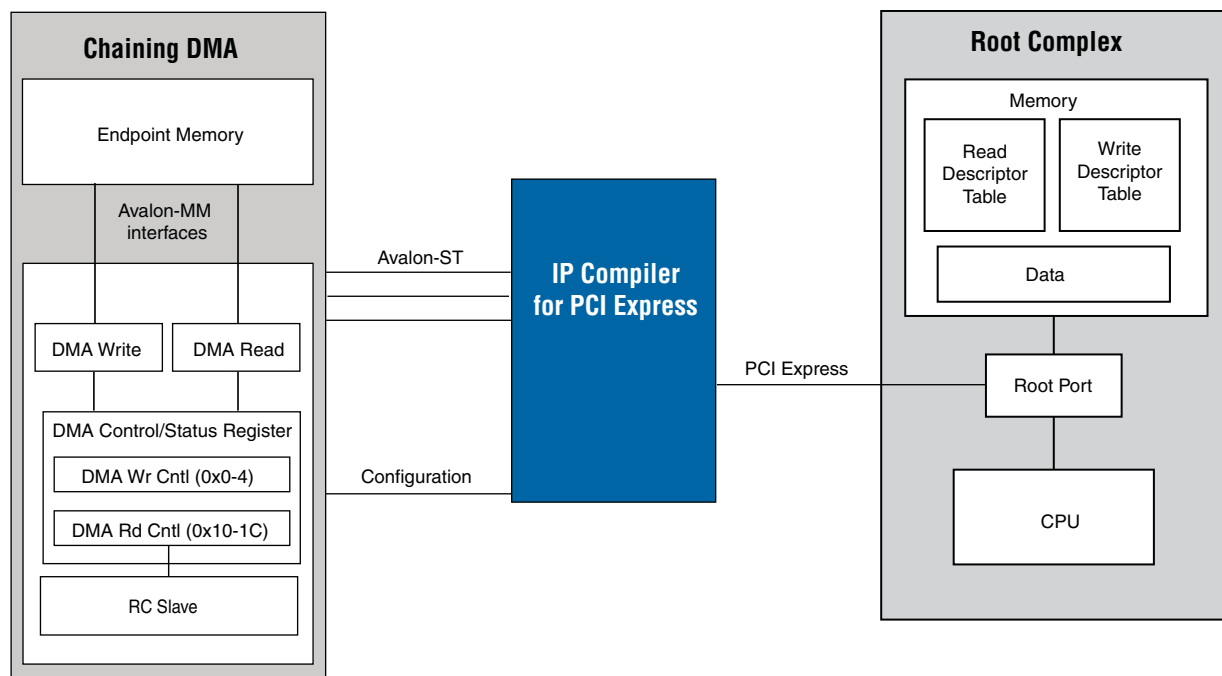 Chaining DMA
Endpoint Memory
Avalon-MM
interfaces
DMA Write
DMA Read
DMA Control/Status Register
DMA Wr Cntl (0x0-4)
DMA Rd Cntl (0x10-1C)
RC Slave
Avalon-ST
Configuration
IP Compiler
for PCI Express
PCI Express
Root Complex
Memory
Read
Descriptor
Table
Write
Descriptor
Table
Data
Root Port
CPU